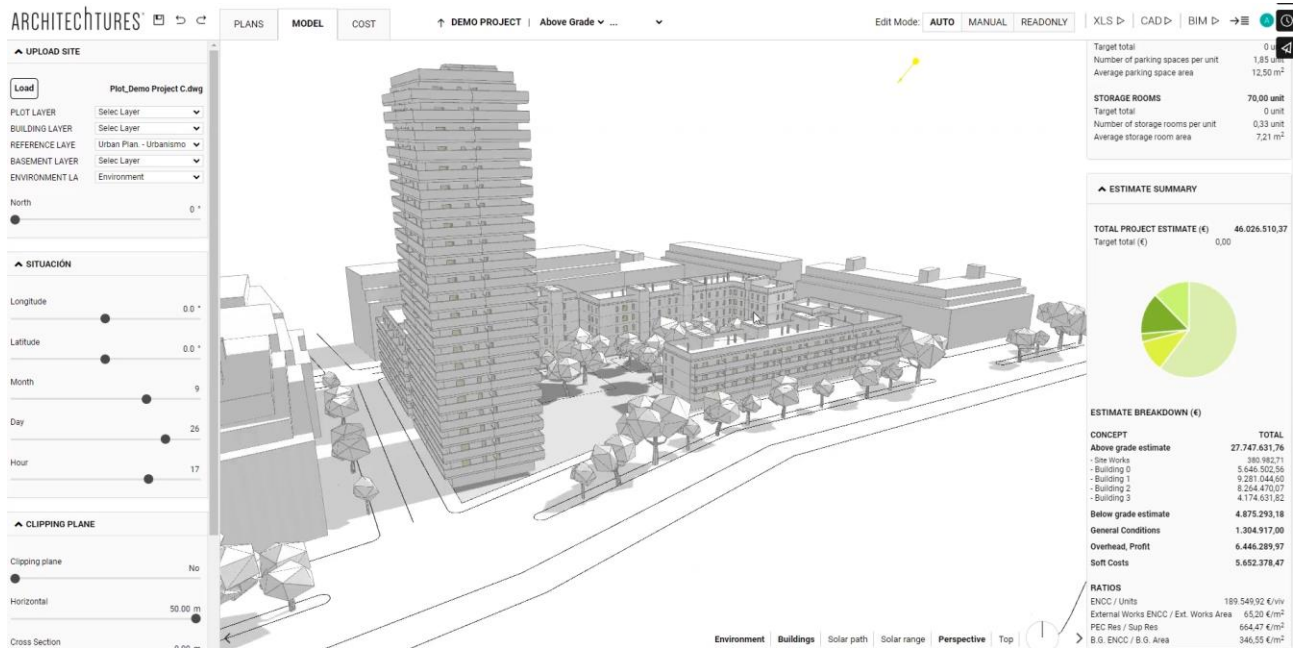 ARCHITEChTURES®
PLANS MODEL COST
DEMO PROJECT | Above Grade ...
Edit Mode: AUTO MANUAL READONLY XLS CAD BIM A
UPLOAD SITE
Load Plot_Demo Project C.dwg
PLOT LAYER Selec Layer
BUILDING LAYER Selec Layer
REFERENCE LAYE Urban Plan. - Urbanismo
BASEMENT LAYER Selec Layer
ENVIRONMENT LA Environment
North 0 °
SITUACIÓN
Longitude 0.0 °
Latitude 0.0 °
Month 9
Day 26
Hour 17
CLIPPING PLANE
Clipping plane No
Horizontal 50.00 m
Cross Section 0.00 m
Environment Buildings Solar path Solar range Perspective Top
Target total 0
Number of parking spaces per unit 1,85 unit
Average parking space area 12,50 m²
STORAGE ROOMS 70,00 unit
Target total 0 unit
Number of storage rooms per unit 0,33 unit
Average storage room area 7,21 m²
ESTIMATE SUMMARY
TOTAL PROJECT ESTIMATE (€) 46.026.510,37
Target total (€) 0,00
ESTIMATE BREAKDOWN (€)
CONCEPT TOTAL
Above grade estimate 27.747.631,76
- Site Works 380.982,71
- Building 0 5.646.502,56
- Building 1 9.281.044,60
- Building 2 8.264.470,07
- Building 3 4.174.631,82
Below grade estimate 4.875.293,18
General Conditions 1.304.917,00
Overhead, Profit 6.446.289,97
Soft Costs 5.652.378,47
RATIOS
ENCC / Units 189.549,92 €/viv
External Works ENCC / Ext. Works Area 65,20 €/m²
PEC Res / Sup Res 664,47 €/m²
B.G. ENCC / B.G. Area 346,55 €/m²